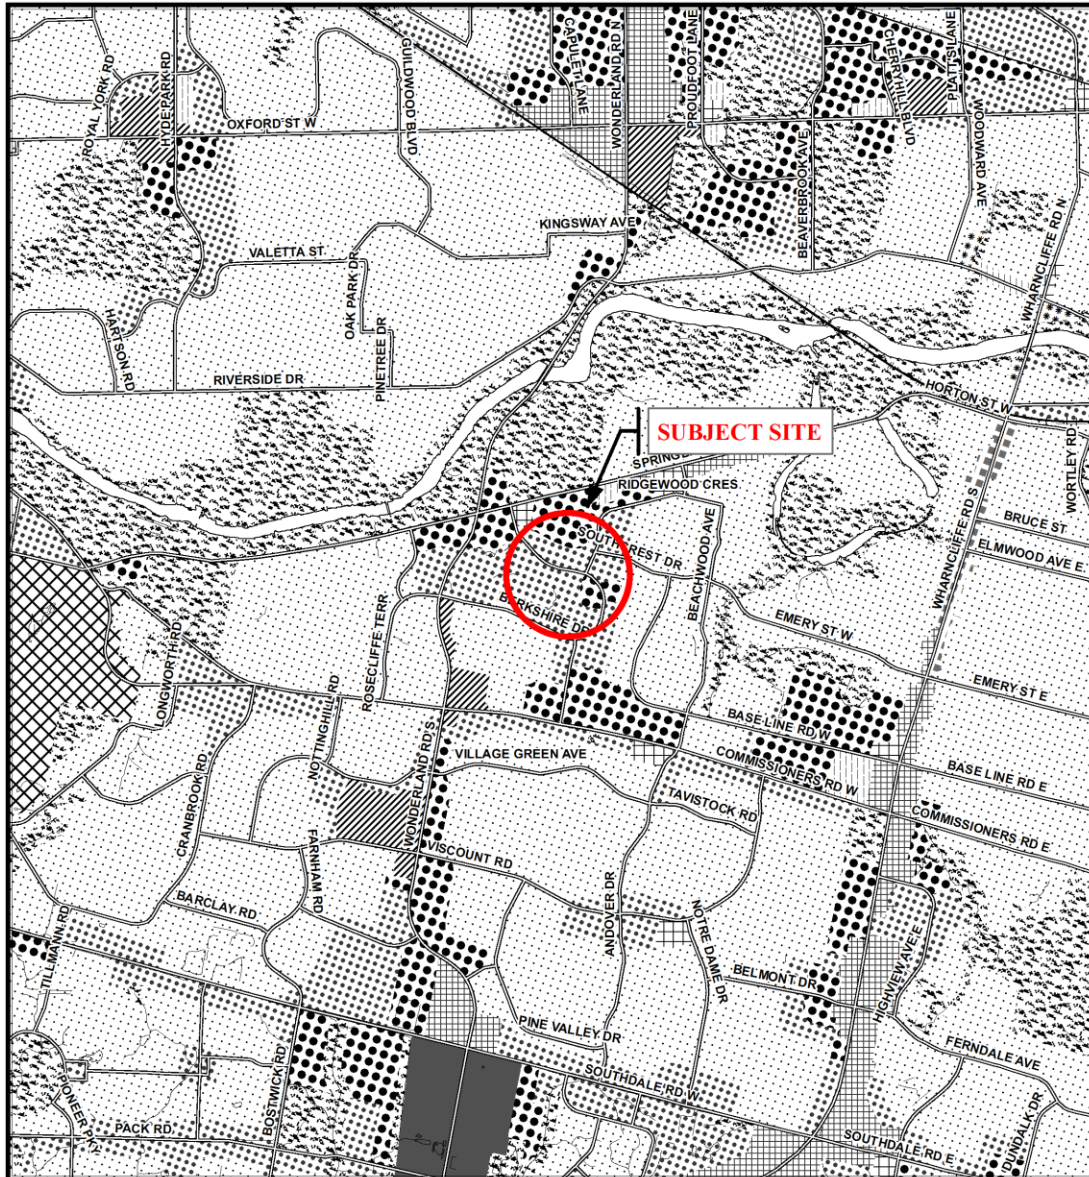 ROYAL YORK RD
HYDE PARK RD
OXFORD ST W
GUILDWOOD BLVD
CAPULET LANE
WONDERLAND RD N
PROUDFOOT LANE
BEAVERBROOK AVE
CHERRYHILL BLVD
PLATT'S LANE
WOODWARD AVE
WHARNCLIFFE RD N
KINGSWAY AVE
VALETTA ST
OAK PARK DR
PINETREE DR
HARTSON RD
RIVERSIDE DR
HORTON ST W
WORTLEY RD
SUBJECT SITE
RIDGEWOOD CRES
SOUTHCREST DR
BEACHWOOD AVE
WHARNCLIFFE RD S
BRUCE ST
ELMWOOD AVE E
BERKSHIRE DR
EMERY ST W
EMERY ST E
LONGWORTH RD
ROSECLIFFE TERR
NOTTINGHILL RD
CRANBROOK RD
WONDERLAND RD S
VILLAGE GREEN AVE
BASE LINE RD W
BASE LINE RD E
COMMISSIONERS RD W
COMMISSIONERS RD E
TAVISTOCK RD
FARNHAM RD
VISCOUNT RD
BARCLAY RD
TILLMANN RD
ANDOVER DR
NOTRE DAME DR
BELMONT DR
HIGHVIEW AVE E
PINE VALLEY DR
FERNDALE AVE
SOUTHDALE RD W
SOUTHDALE RD E
BOSTWICK RD
PIONEER PKY
PACK RD
DUNDALK DR